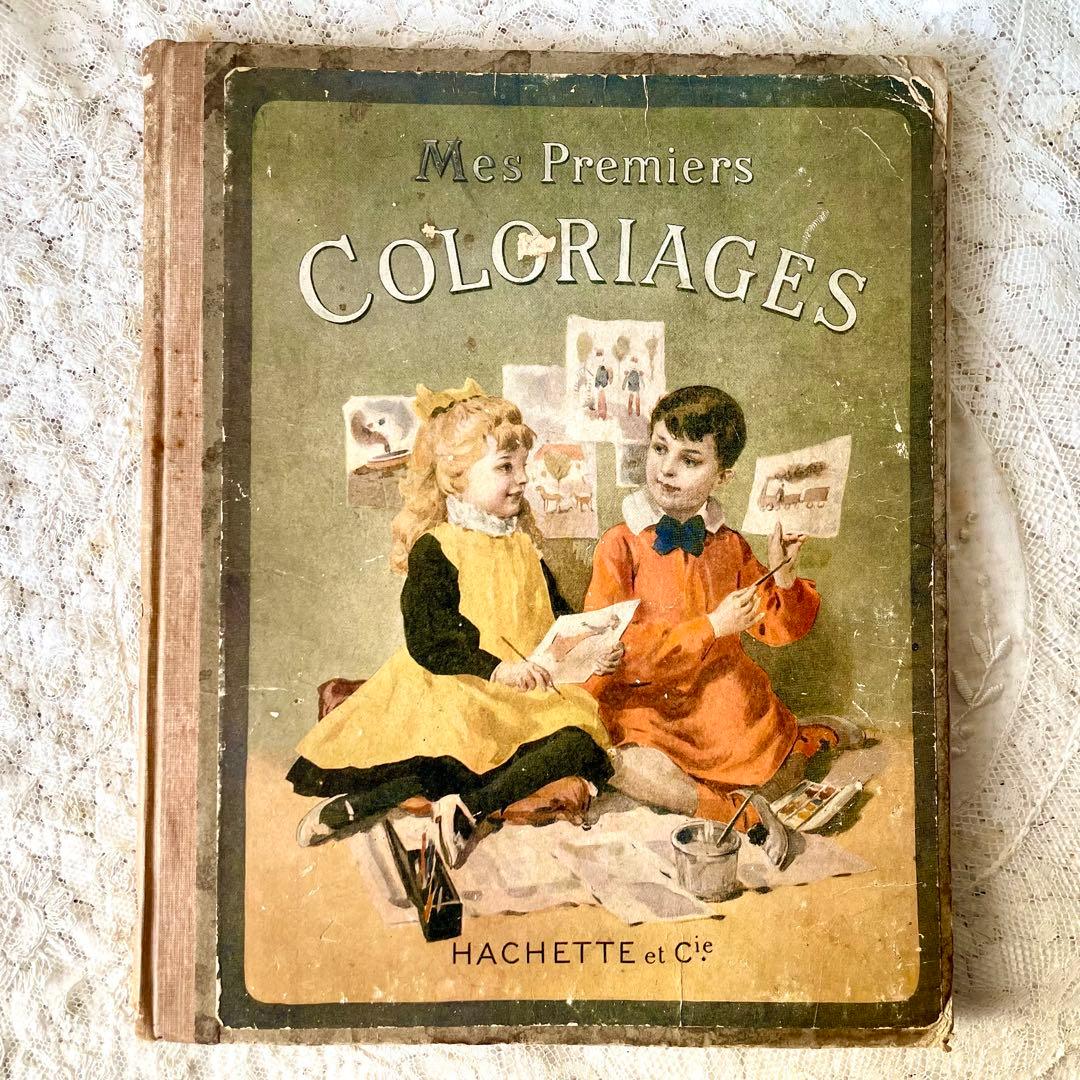 Mes Premiers
COLORIAGES
HACHETTE et Cie.